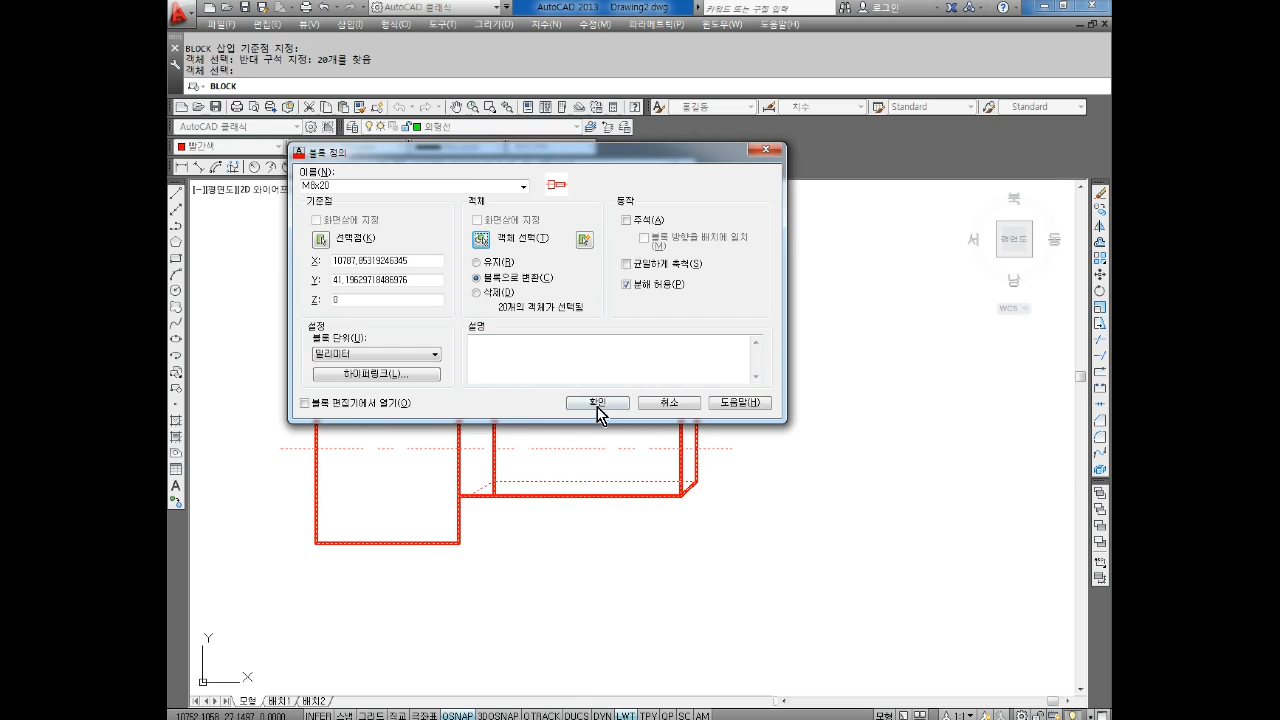 AutoCAD 클래식
AutoCAD 2013 Drawing2.dwg
키워드 또는 구절 입력
로그인
파일(F) 편집(E) 뷰(V) 삽입(I) 형식(O) 도구(T) 그리기(D) 치수(N) 수정(M) 파라메트릭(P) 윈도우(W) 도움말(H)
BLOCK 삽입 기준점 지정:
객체 선택: 반대 구석 지정: 20개를 찾음
객체 선택:
BLOCK
홍길동 치수 Standard Standard
AutoCAD 클래식 외형선
빨간색
[−]평면도]2D 와이어프
블록 정의
이름(N):
M8x20
기준점
화면상에 지정
선택점(K)
X: 10787,85319246345
Y: 41,19629718486976
Z: 0
객체
화면상에 지정
객체 선택(T)
유지(R)
블록으로 변환(C)
삭제(D)
20개의 객체가 선택됨
동작
주석(A)
블록 방향을 배치에 일치
(M)
균일하게 축척(S)
분해 허용(P)
설정
블록 단위(U):
밀리미터
하이퍼링크(L)...
설명
블록 편집기에서 열기(O)
확인 취소 도움말(H)
북
서 평면도 동
남
WCS
Y
X
모형 배치1 배치2
10752.1058, 27.1497, 0.0000 INFER 스냅 그리드 직교 극좌표 OSNAP 3DOSNAP OTRACK DUCS DYN LWT TPY QP SC AM 모형 1:1